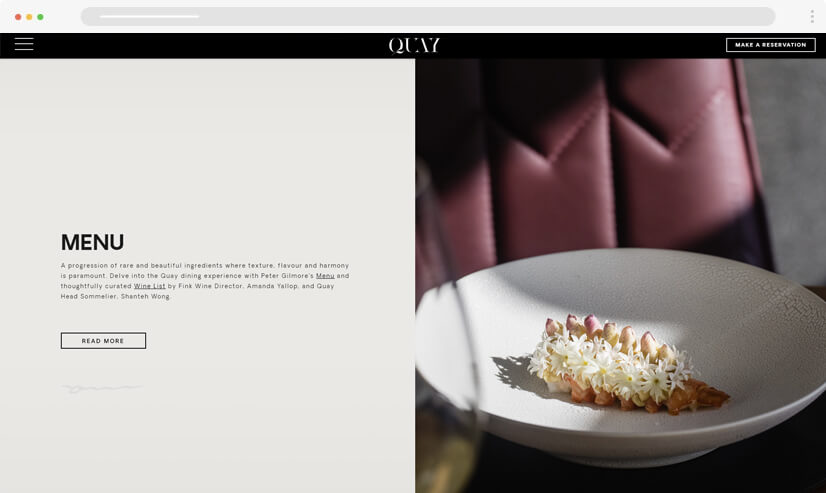 QUAY
MAKE A RESERVATION
MENU
A progression of rare and beautiful ingredients where texture, flavour and harmony
is paramount. Delve into the Quay dining experience with Peter Gilmore's Menu and
thoughtfully curated Wine List by Fink Wine Director, Amanda Yallop, and Quay
Head Sommelier, Shanteh Wong.
READ MORE